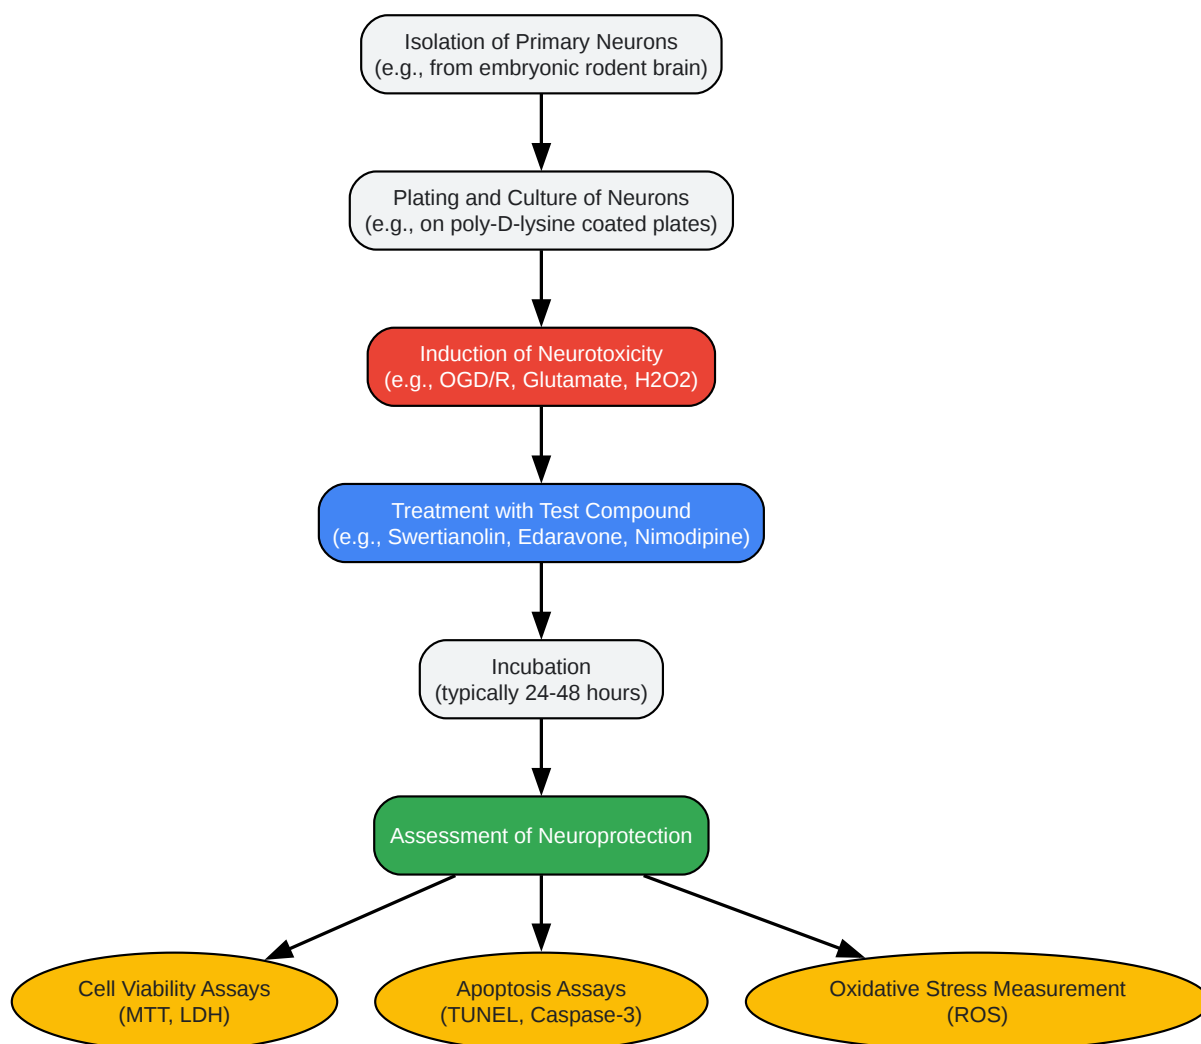 Isolation of Primary Neurons
(e.g., from embryonic rodent brain)
Plating and Culture of Neurons
(e.g., on poly-D-lysine coated plates)
Induction of Neurotoxicity
(e.g., OGD/R, Glutamate, H2O2)
Treatment with Test Compound
(e.g., Swertianolin, Edaravone, Nimodipine)
Incubation
(typically 24-48 hours)
Assessment of Neuroprotection
Cell Viability Assays
(MTT, LDH)
Apoptosis Assays
(TUNEL, Caspase-3)
Oxidative Stress Measurement
(ROS)